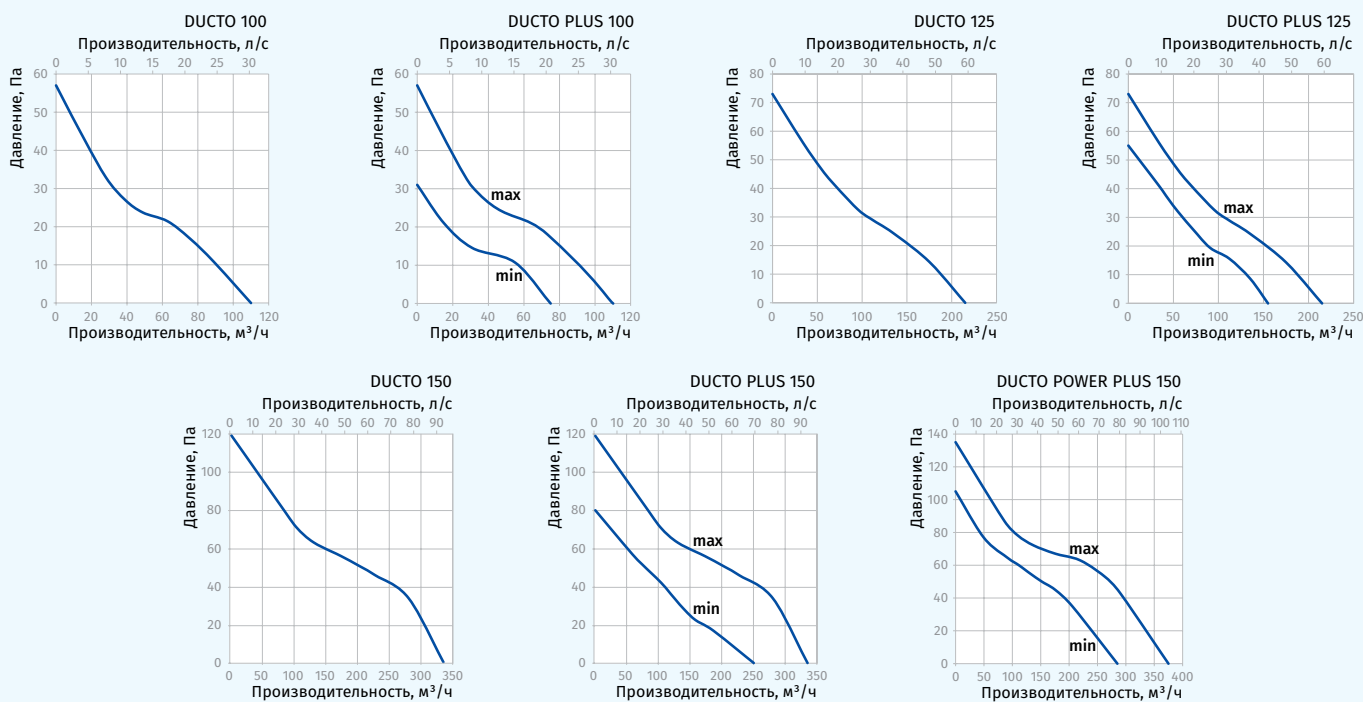 DUCTO 100
Производительность, л/с
0 5 10 15 20 25 30
Давление, Па
60
50
40
30
20
10
0
0 20 40 60 80 100 120
Производительность, м³/ч
DUCTO PLUS 100
Производительность, л/с
0 5 10 15 20 25 30
Давление, Па
60
50
40
30
20
10
0
max
min
0 20 40 60 80 100 120
Производительность, м³/ч
DUCTO 125
Производительность, л/с
0 10 20 30 40 50 60
Давление, Па
80
70
60
50
40
30
20
10
0
0 50 100 150 200 250
Производительность, м³/ч
DUCTO PLUS 125
Производительность, л/с
0 10 20 30 40 50 60
Давление, Па
80
70
60
50
40
30
20
10
0
max
min
0 50 100 150 200 250
Производительность, м³/ч
DUCTO 150
Производительность, л/с
0 10 20 30 40 50 60 70 80 90
Давление, Па
120
100
80
60
40
20
0
0 50 100 150 200 250 300 350
Производительность, м³/ч
DUCTO PLUS 150
Производительность, л/с
0 10 20 30 40 50 60 70 80 90
Давление, Па
120
100
80
60
40
20
0
max
min
0 50 100 150 200 250 300 350
Производительность, м³/ч
DUCTO POWER PLUS 150
Производительность, л/с
0 10 20 30 40 50 60 70 80 90 100 110
Давление, Па
140
120
100
80
60
40
20
0
max
min
0 50 100 150 200 250 300 350 400
Производительность, м³/ч